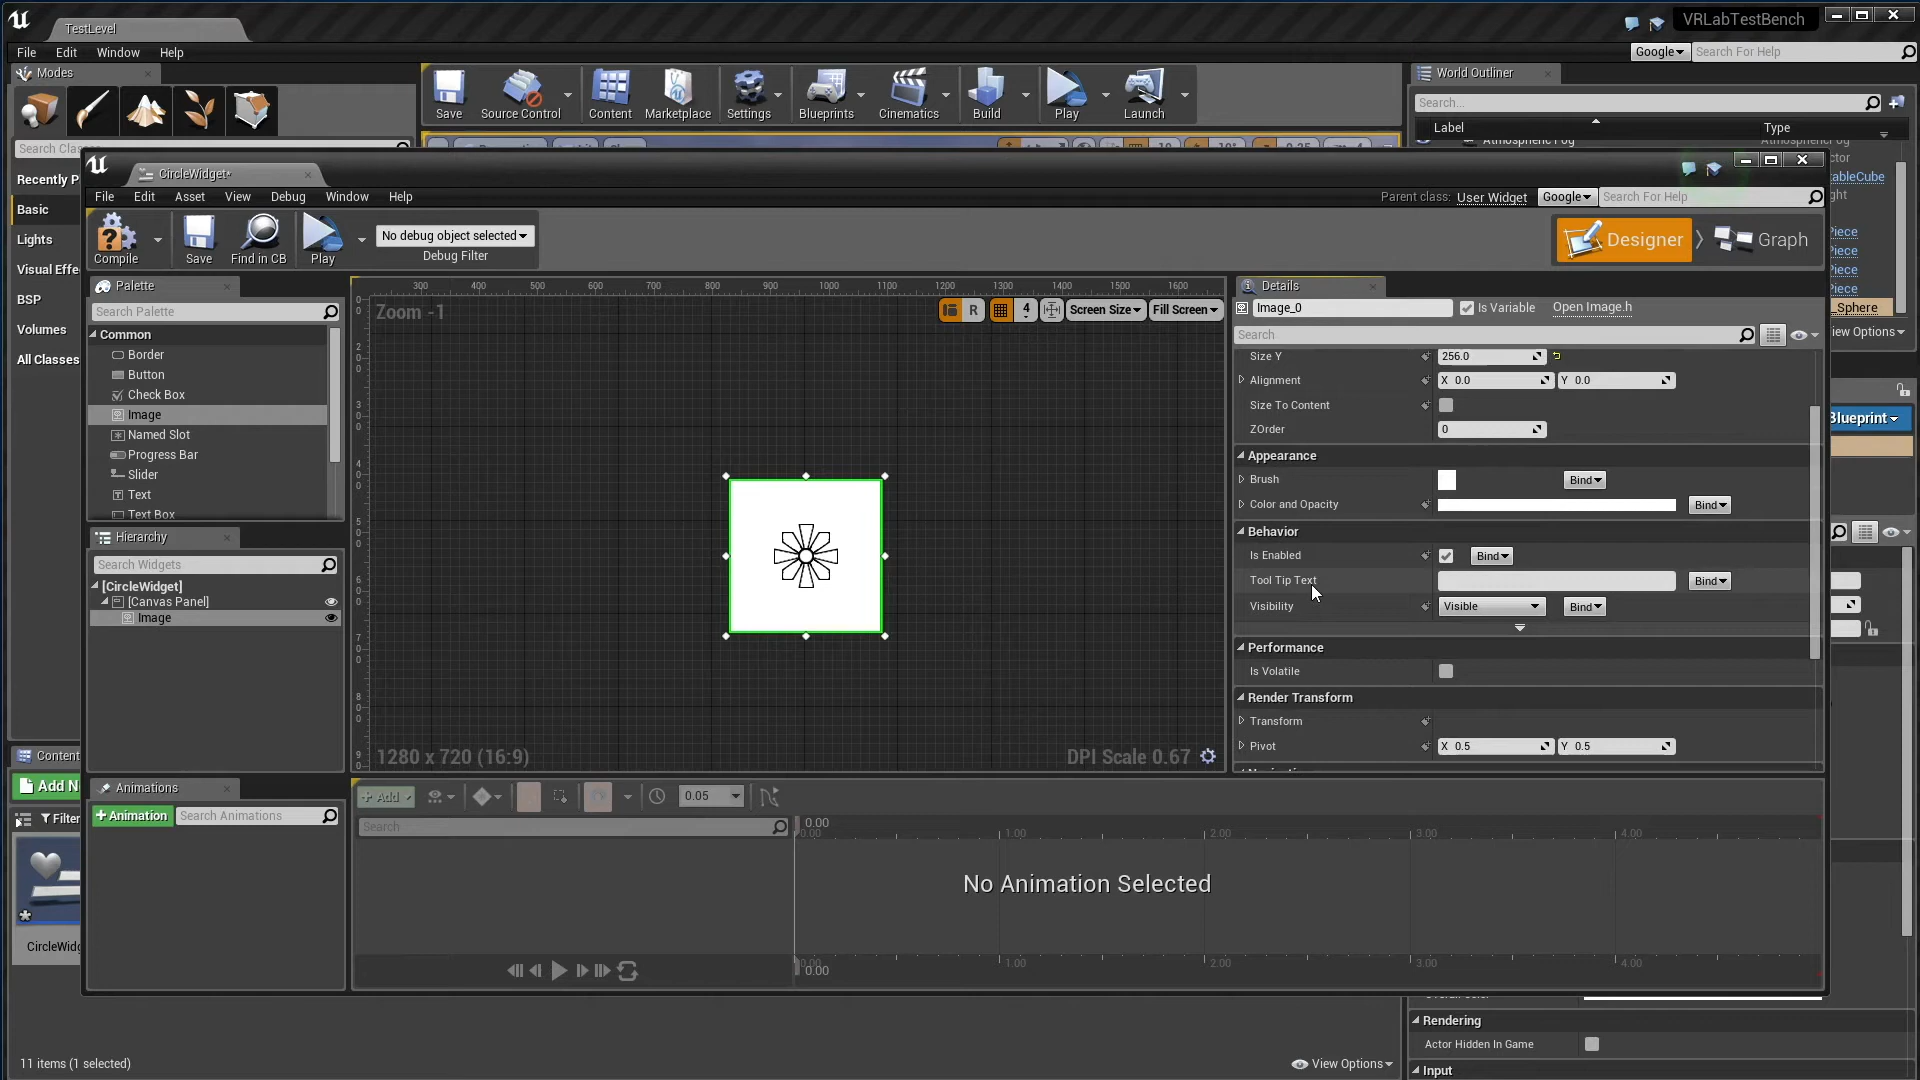 TestLevel
VRLabTestBench
File Edit Window Help
Google Search For Help
Modes
World Outliner
Save Source Control Content Marketplace Settings Blueprints Cinematics Build Play Launch
Search...
Label Type
Search Classes
Recently P
Basic
Lights
Visual Effe
BSP
Volumes
All Classes
CircleWidget*
File Edit Asset View Debug Window Help
Parent class: User Widget Google Search For Help
Compile Save Find in CB Play
No debug object selected
Debug Filter
Designer Graph
Palette
Search Palette
Common
Border
Button
Check Box
Image
Named Slot
Progress Bar
Slider
Text
Text Box
Hierarchy
Search Widgets
[CircleWidget]
[Canvas Panel]
Image
300 400 500 600 700 800 900 1000 1100 1200 1300 1400 1500 1600
Zoom -1
R 4 Screen Size Fill Screen
1280 x 720 (16:9)
DPI Scale 0.67
Details
Image_0 Is Variable Open Image.h
Search
Size Y 256.0
Alignment X 0.0 Y 0.0
Size To Content
ZOrder 0
Appearance
Brush Bind
Color and Opacity Bind
Behavior
Is Enabled Bind
Tool Tip Text Bind
Visibility Visible Bind
Performance
Is Volatile
Render Transform
Transform
Pivot X 0.5 Y 0.5
ctor
tableCube
ght
Piece
Piece
Piece
Piece
_Sphere
iew Options
Blueprint
Animations
+Animation Search Animations
+ Add 0.05
Search
0.00
0.00 1.00 2.00 3.00 4.00
No Animation Selected
0.00 1.00 2.00 3.00 4.00
0.00
Content
Add N
Filter
CircleWidg
11 items (1 selected)
View Options
Rendering
Actor Hidden In Game
Input